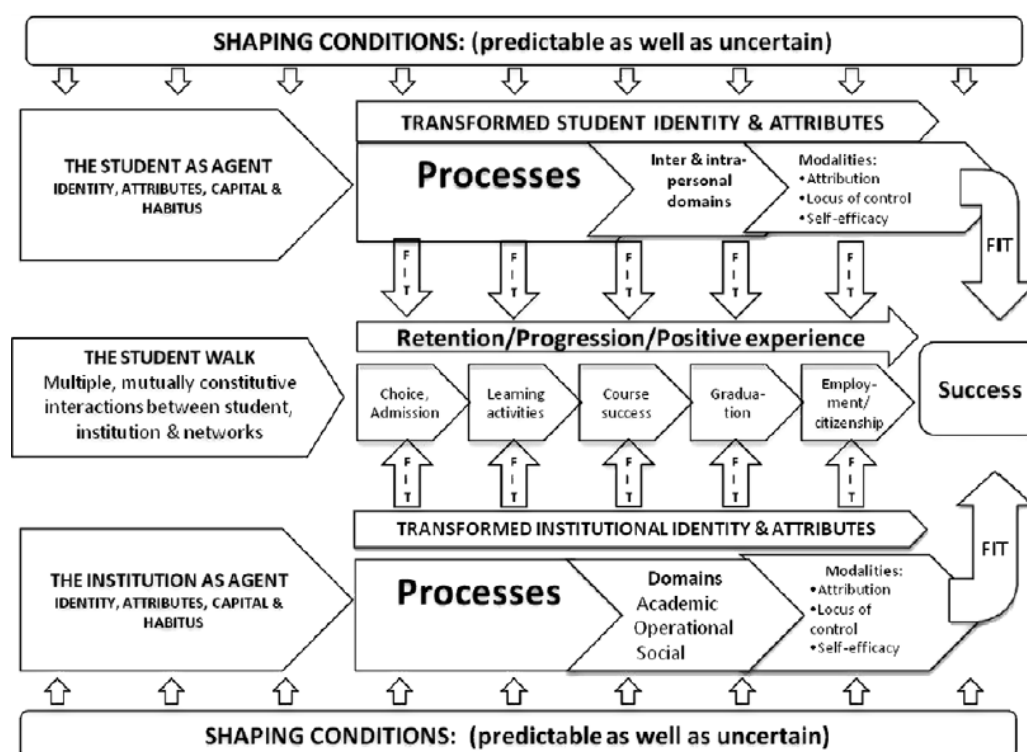 SHAPING CONDITIONS: (predictable as well as uncertain)
TRANSFORMED STUDENT IDENTITY & ATTRIBUTES
THE STUDENT AS AGENT
IDENTITY, ATTRIBUTES, CAPITAL &
HABITUS
Processes
Inter & intra-
personal
domains
Modalities:
•Attribution
•Locus of control
•Self-efficacy
FIT
F
I
T
F
I
T
F
I
T
F
I
T
F
I
T
Retention/Progression/Positive experience
THE STUDENT WALK
Multiple, mutually constitutive
interactions between student,
institution & networks
Choice,
Admission
Learning
activities
Course
success
Gradua-
tion
Employ-
ment/
citizenship
Success
F
I
T
F
I
T
F
I
T
F
I
T
F
I
T
TRANSFORMED INSTITUTIONAL IDENTITY & ATTRIBUTES
FIT
THE INSTITUTION AS AGENT
IDENTITY, ATTRIBUTES, CAPITAL &
HABITUS
Processes
Domains
Academic
Operational
Social
Modalities:
•Attribution
•Locus of
control
•Self-efficacy
SHAPING CONDITIONS: (predictable as well as uncertain)